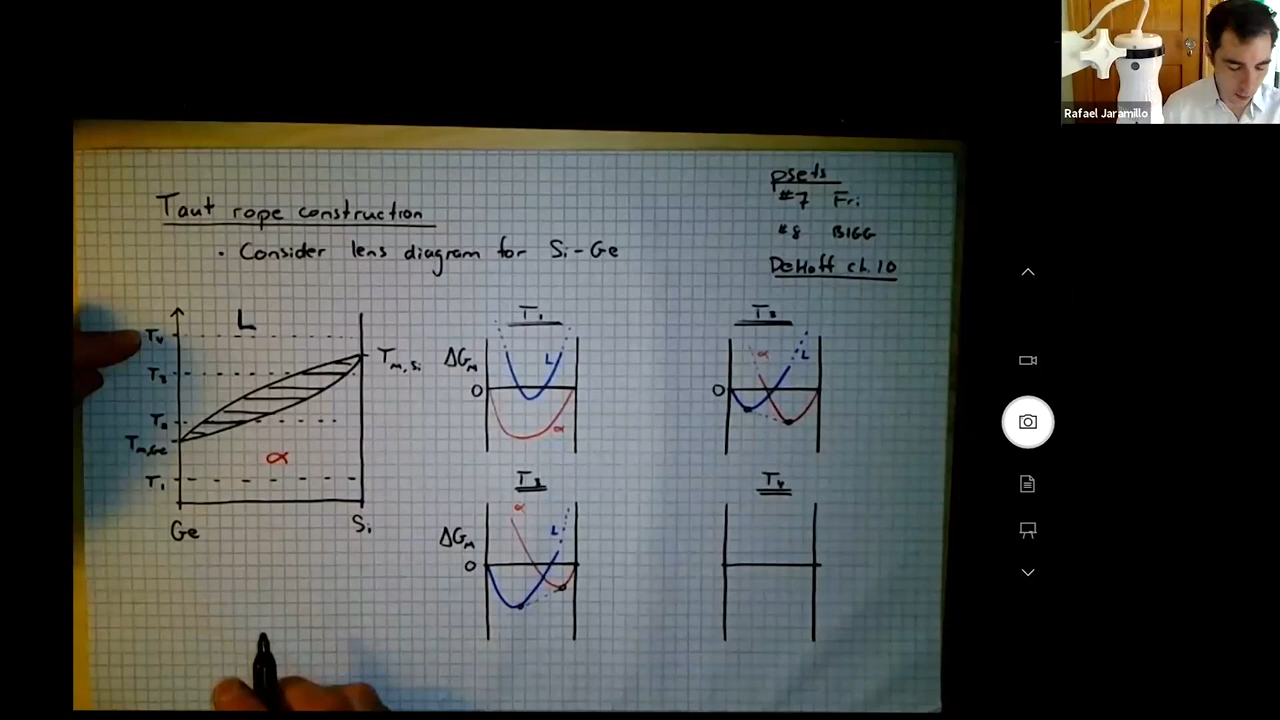 Rafael Jaramillo
Taut rope construction
· Consider lens diagram for Si-Ge
psets
#7 Fri
#8 BIGG
DeHoff ch. 10
L
T4
T3
T2
Tm,Ge
T1
Tm,Si
α
Ge
Si
T1
ΔGM
0
L
α
T3
0
α
L
T3
ΔGM
0
α
L
T4